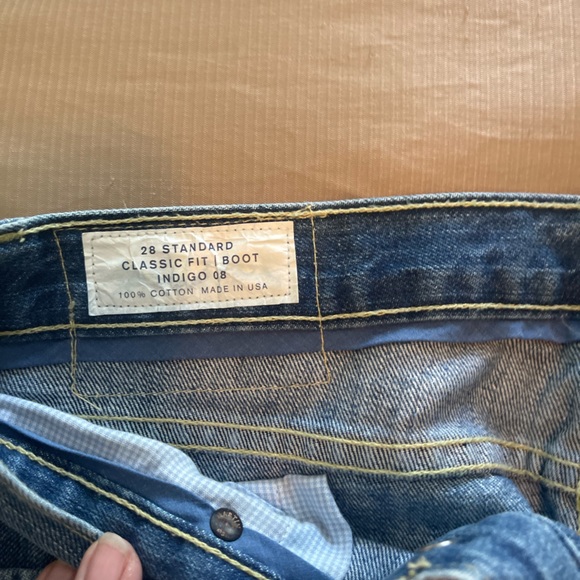 28 STANDARD
CLASSIC FIT | BOOT
INDIGO 08
100% COTTON MADE IN USA